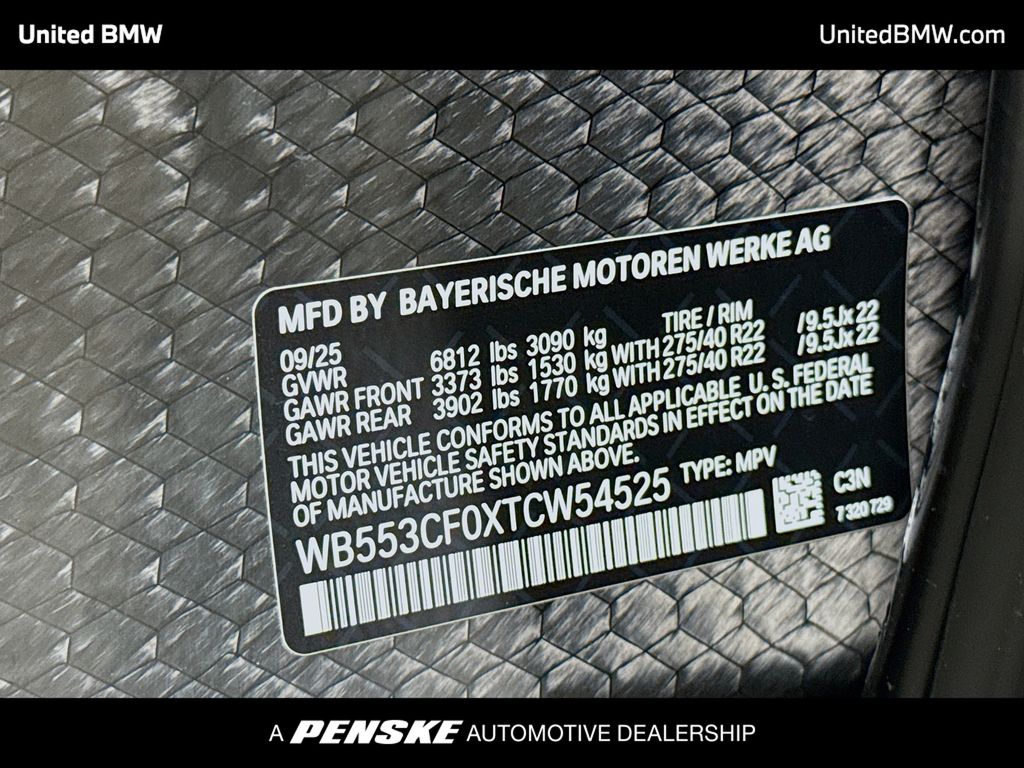 United BMW
UnitedBMW.com
MFD BY BAYERISCHE MOTOREN WERKE AG
09/25
TIRE / RIM
GVWR 6812 lbs 3090 kg
GAWR FRONT 3373 lbs 1530 kg WITH 275/40 R22 /9.5Jx22
GAWR REAR 3902 lbs 1770 kg WITH 275/40 R22 /9.5Jx22
THIS VEHICLE CONFORMS TO ALL APPLICABLE U.S. FEDERAL
MOTOR VEHICLE SAFETY STANDARDS IN EFFECT ON THE DATE
OF MANUFACTURE SHOWN ABOVE.
WB553CF0XTCW54525 TYPE: MPV
C3N
7 320 729
A PENSKE AUTOMOTIVE DEALERSHIP